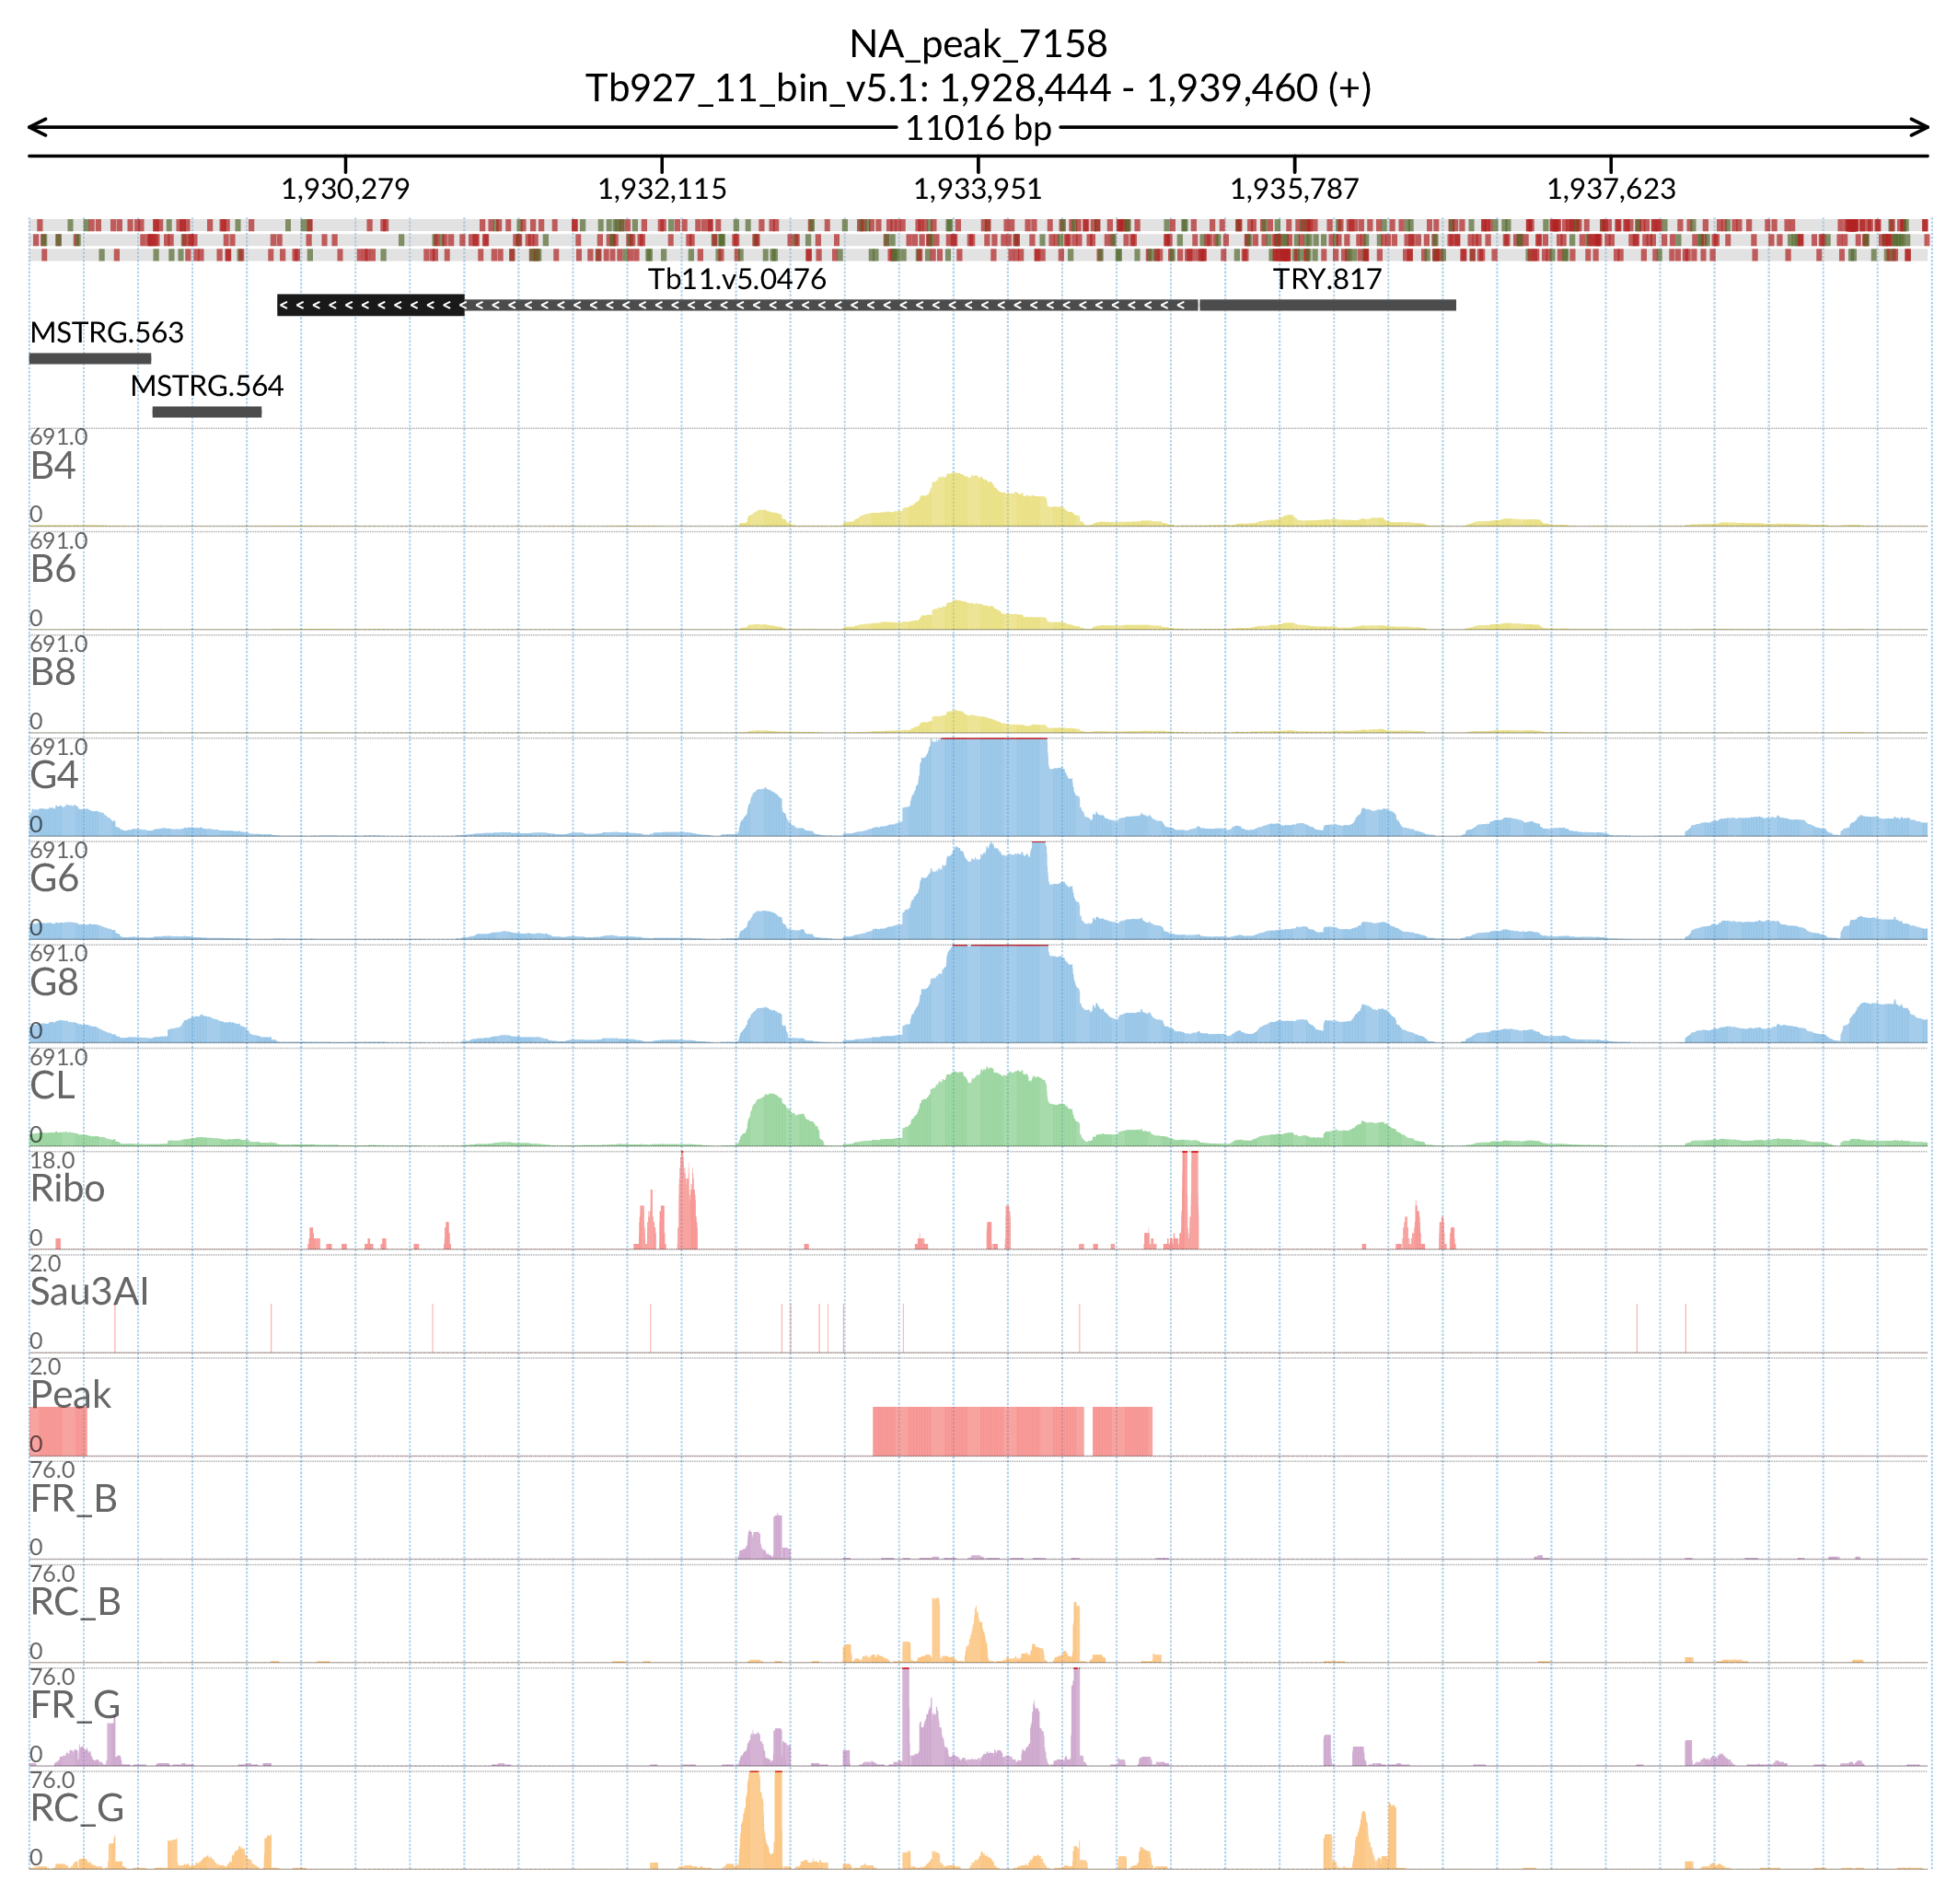 NA_peak_7158
Tb927_11_bin_v5.1: 1,928,444 - 1,939,460 (+)
11016 bp
1,930,279 1,932,115 1,933,951 1,935,787 1,937,623
Tb11.v5.0476 TRY.817
MSTRG.563
MSTRG.564
691.0
B4
0
691.0
B6
0
691.0
B8
0
691.0
G4
0
691.0
G6
0
691.0
G8
0
691.0
CL
0
18.0
Ribo
0
2.0
Sau3AI
0
2.0
Peak
0
76.0
FR_B
0
76.0
RC_B
0
76.0
FR_G
0
76.0
RC_G
0